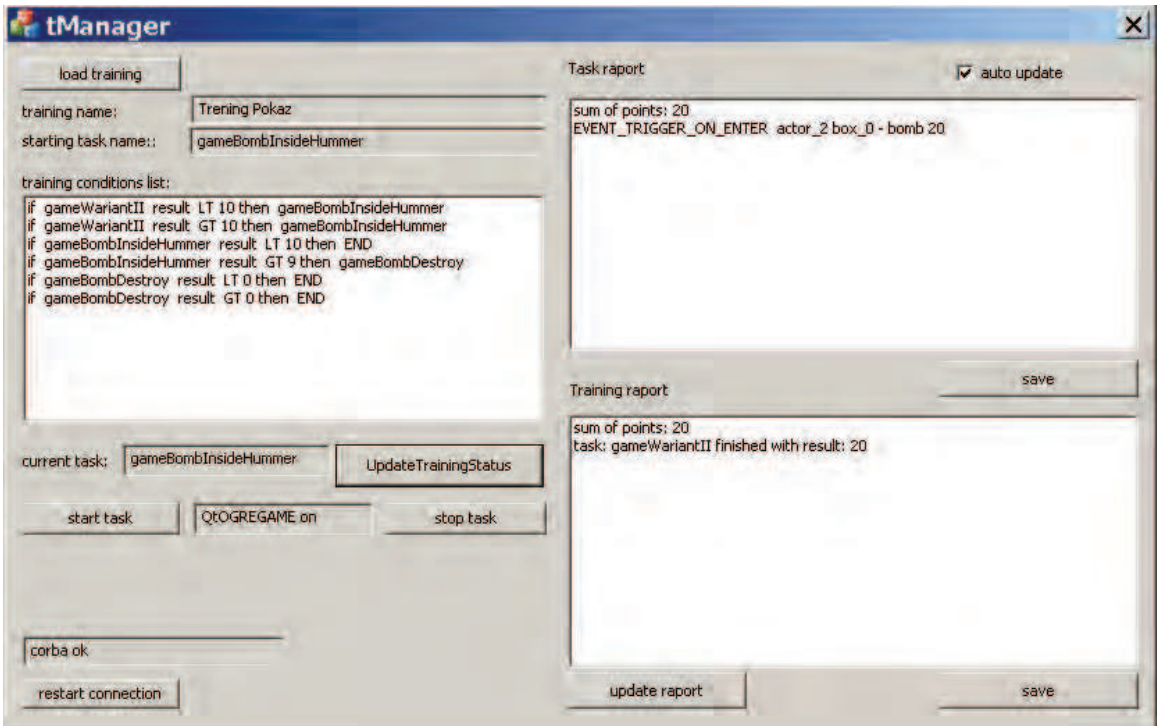 tManager
load training
training name: Trening Pokaz
starting task name:: gameBombInsideHummer
training conditions list:
if gameWariantII result LT 10 then gameBombInsideHummer
if gameWariantII result GT 10 then gameBombInsideHummer
if gameBombInsideHummer result LT 10 then END
if gameBombInsideHummer result GT 9 then gameBombDestroy
if gameBombDestroy result LT 0 then END
if gameBombDestroy result GT 0 then END
current task: gameBombInsideHummer UpdateTrainingStatus
start task QtOGREGAME on stop task
corba ok
restart connection
Task raport auto update
sum of points: 20
EVENT_TRIGGER_ON_ENTER actor_2 box_0 - bomb 20
save
Training raport
sum of points: 20
task: gameWariantII finished with result: 20
update raport save